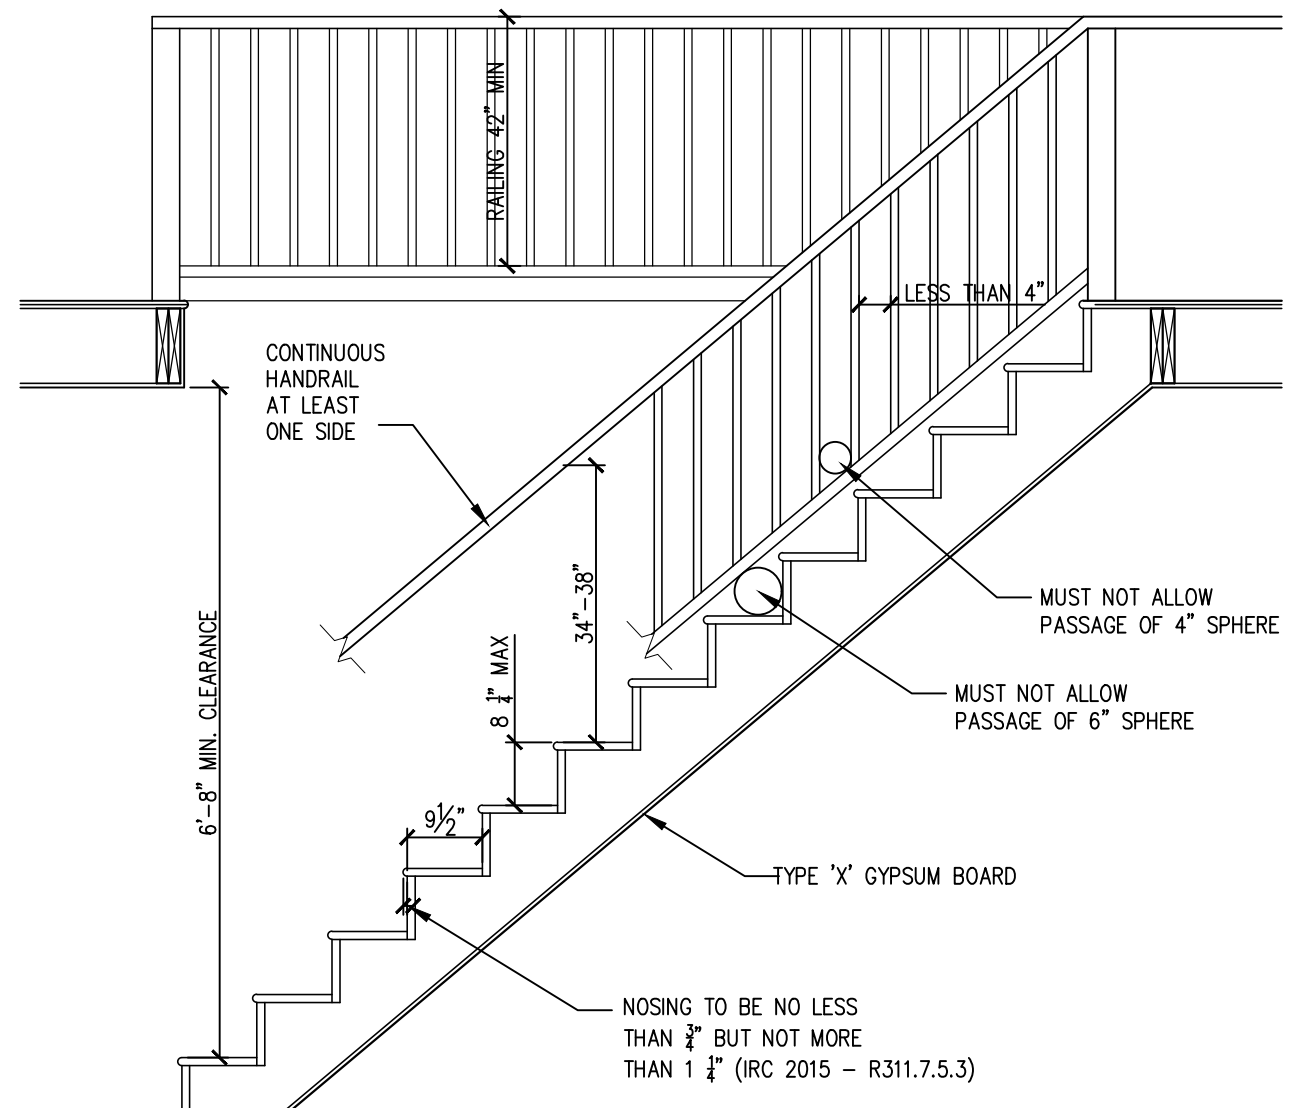 RAILING 42” MIN
LESS THAN 4”
CONTINUOUS
HANDRAIL
AT LEAST
ONE SIDE
34”–38”
MUST NOT ALLOW
PASSAGE OF 4” SPHERE
6’–8” MIN. CLEARANCE
8 1/4” MAX
MUST NOT ALLOW
PASSAGE OF 6” SPHERE
9 1/2”
TYPE ’X’ GYPSUM BOARD
NOSING TO BE NO LESS
THAN 3/4” BUT NOT MORE
THAN 1 1/4” (IRC 2015 – R311.7.5.3)